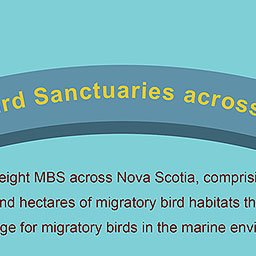 rd Sanctuaries across
eight MBS across Nova Scotia, comprisi
nd hectares of migratory bird habitats th
ge for migratory birds in the marine envi